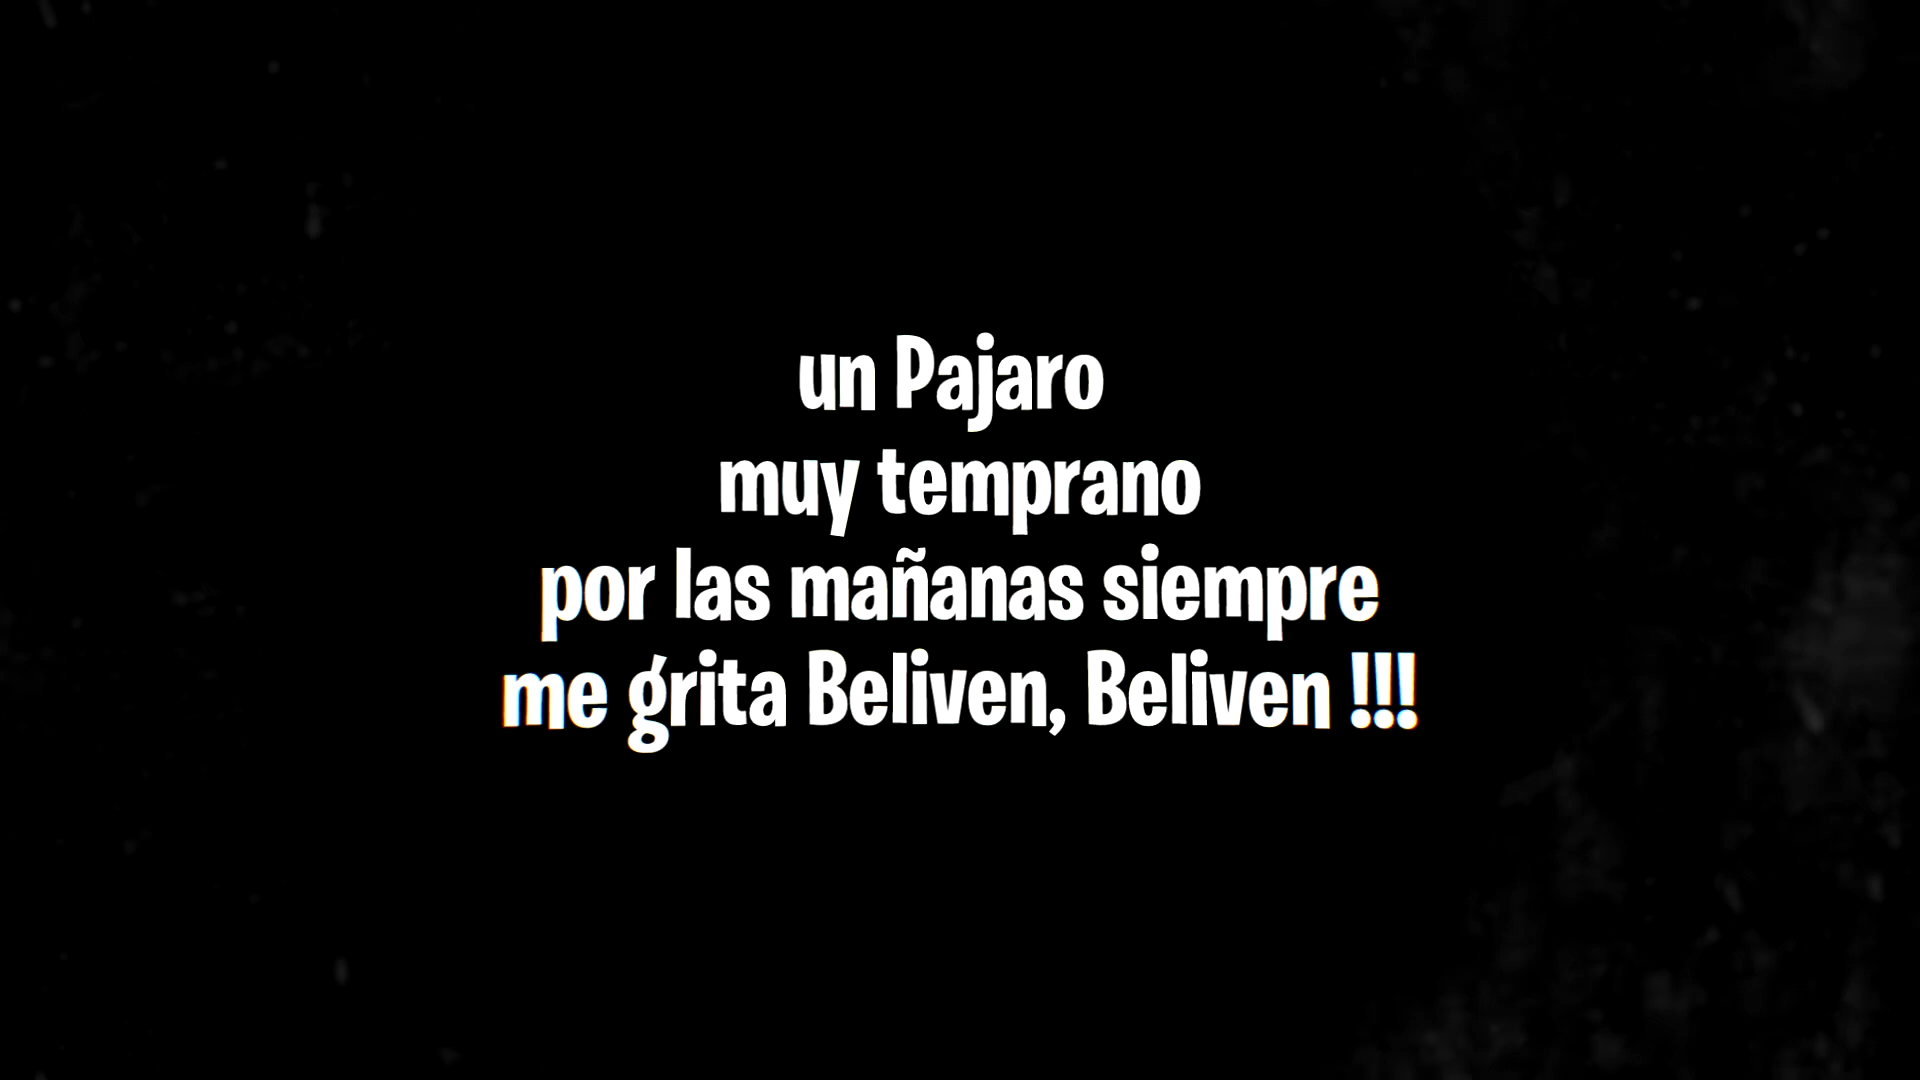 un Pajaro
muy temprano
por las mañanas siempre
me grita Beliven, Beliven !!!